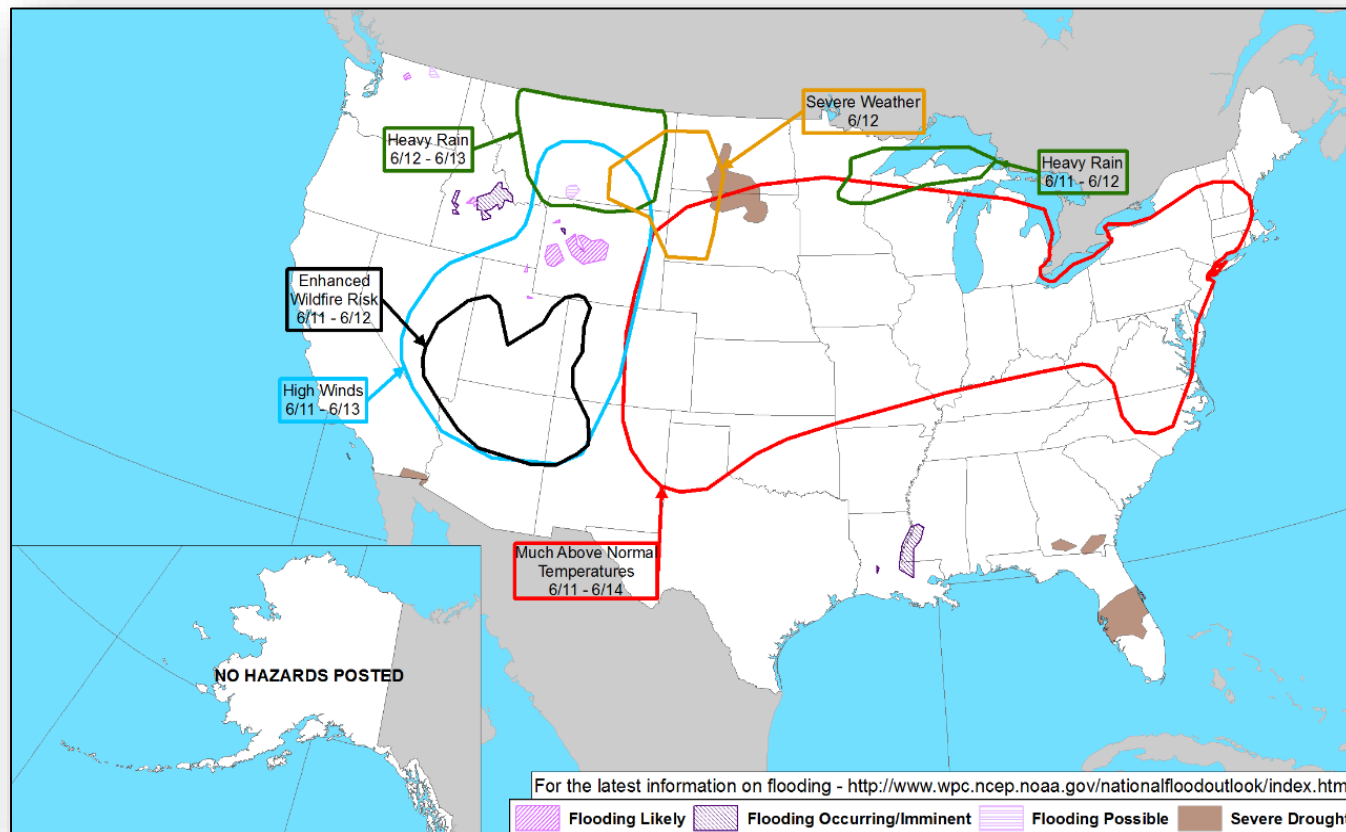 Severe Weather
6/12
Heavy Rain
6/12 - 6/13
Heavy Rain
6/11 - 6/12
Enhanced
Wildfire Risk
6/11 - 6/12
High Winds
6/11 - 6/13
Much Above Normal
Temperatures
6/11 - 6/14
NO HAZARDS POSTED
For the latest information on flooding - http://www.wpc.ncep.noaa.gov/nationalfloodoutlook/index.htm
Flooding Likely
Flooding Occurring/Imminent
Flooding Possible
Severe Drought